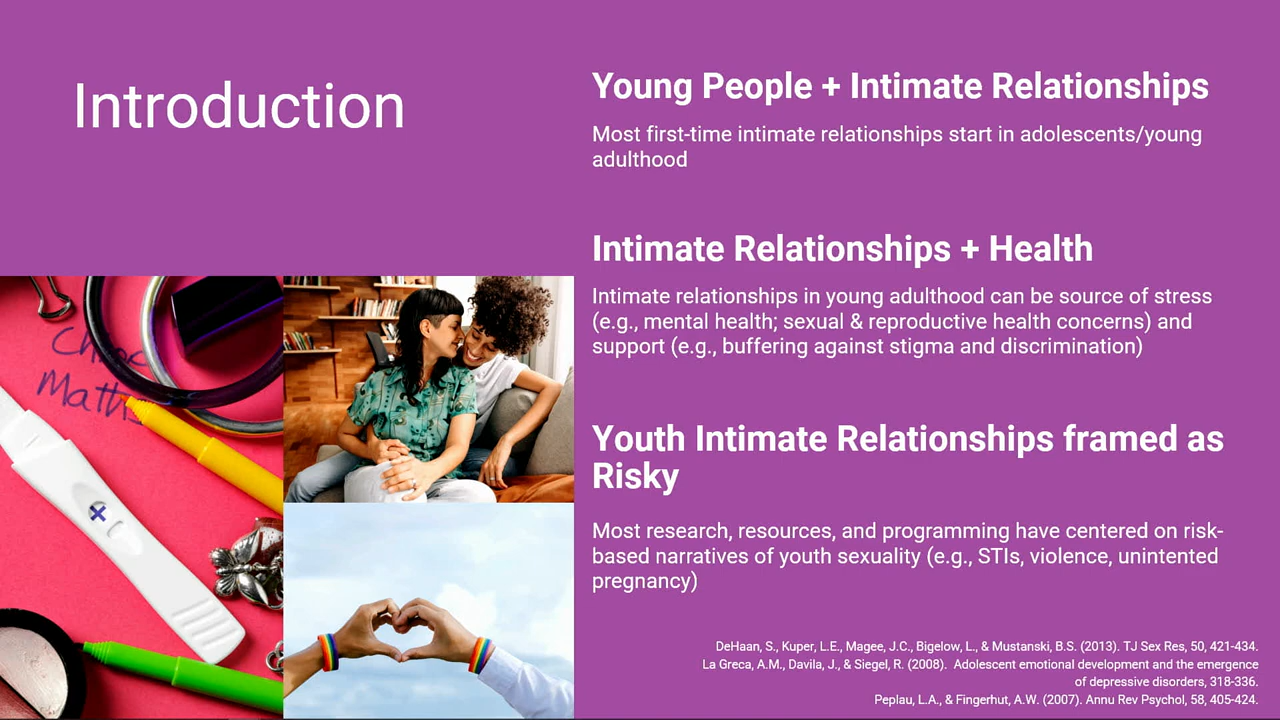 Introduction
Young People + Intimate Relationships
Most first-time intimate relationships start in adolescents/young
adulthood
Intimate Relationships + Health
Intimate relationships in young adulthood can be source of stress
(e.g., mental health; sexual & reproductive health concerns) and
support (e.g., buffering against stigma and discrimination)
Youth Intimate Relationships framed as
Risky
Most research, resources, and programming have centered on risk-
based narratives of youth sexuality (e.g., STIs, violence, unintented
pregnancy)
DeHaan, S., Kuper, L.E., Magee, J.C., Bigelow, L., & Mustanski, B.S. (2013). TJ Sex Res, 50, 421-434.
La Greca, A.M., Davila, J., & Siegel, R. (2008). Adolescent emotional development and the emergence
of depressive disorders, 318-336.
Peplau, L.A., & Fingerhut, A.W. (2007). Annu Rev Psychol, 58, 405-424.